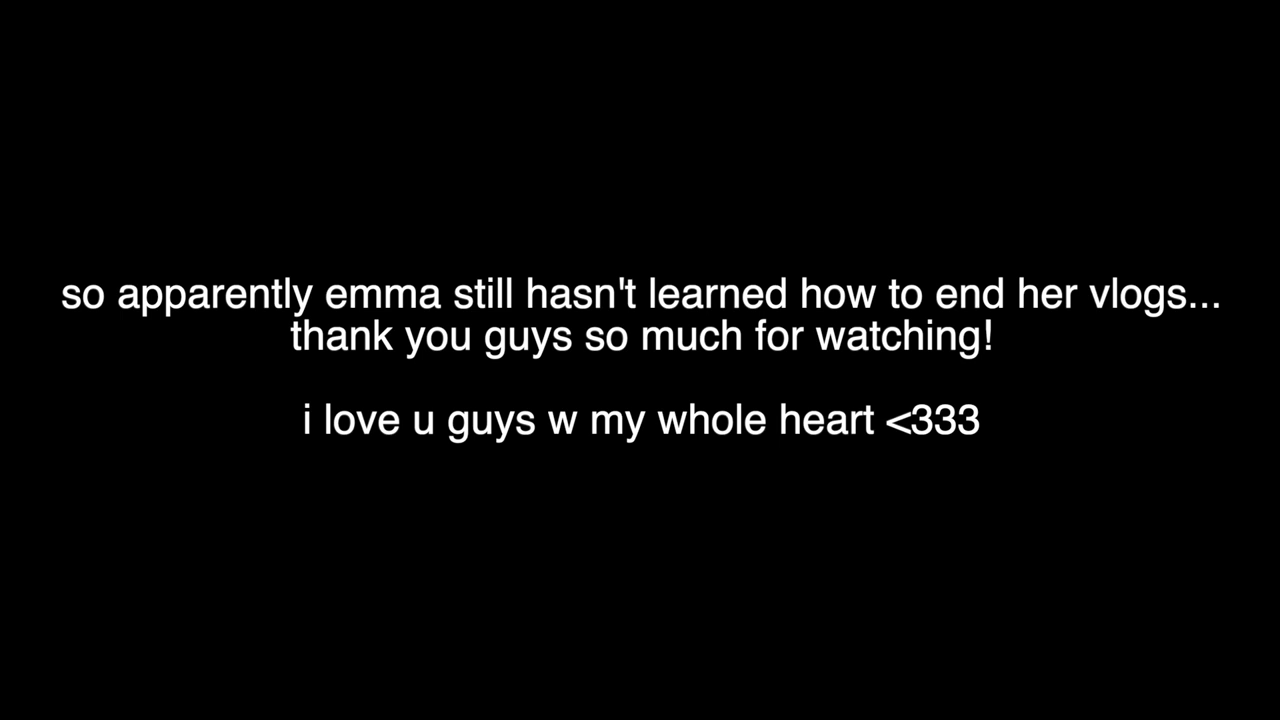 so apparently emma still hasn't learned how to end her vlogs...
thank you guys so much for watching!
i love u guys w my whole heart <333